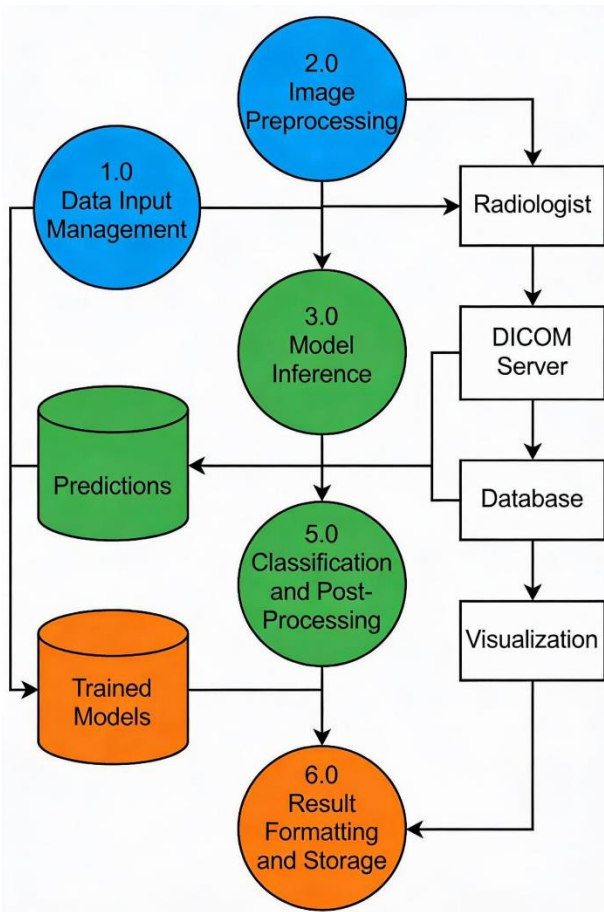 2.0
Image
Preprocessing
1.0
Data Input
Management
Radiologist
3.0
Model
Inference
DICOM
Server
Predictions
Database
5.0
Classification
and Post-
Processing
Visualization
Trained
Models
6.0
Result
Formatting
and Storage